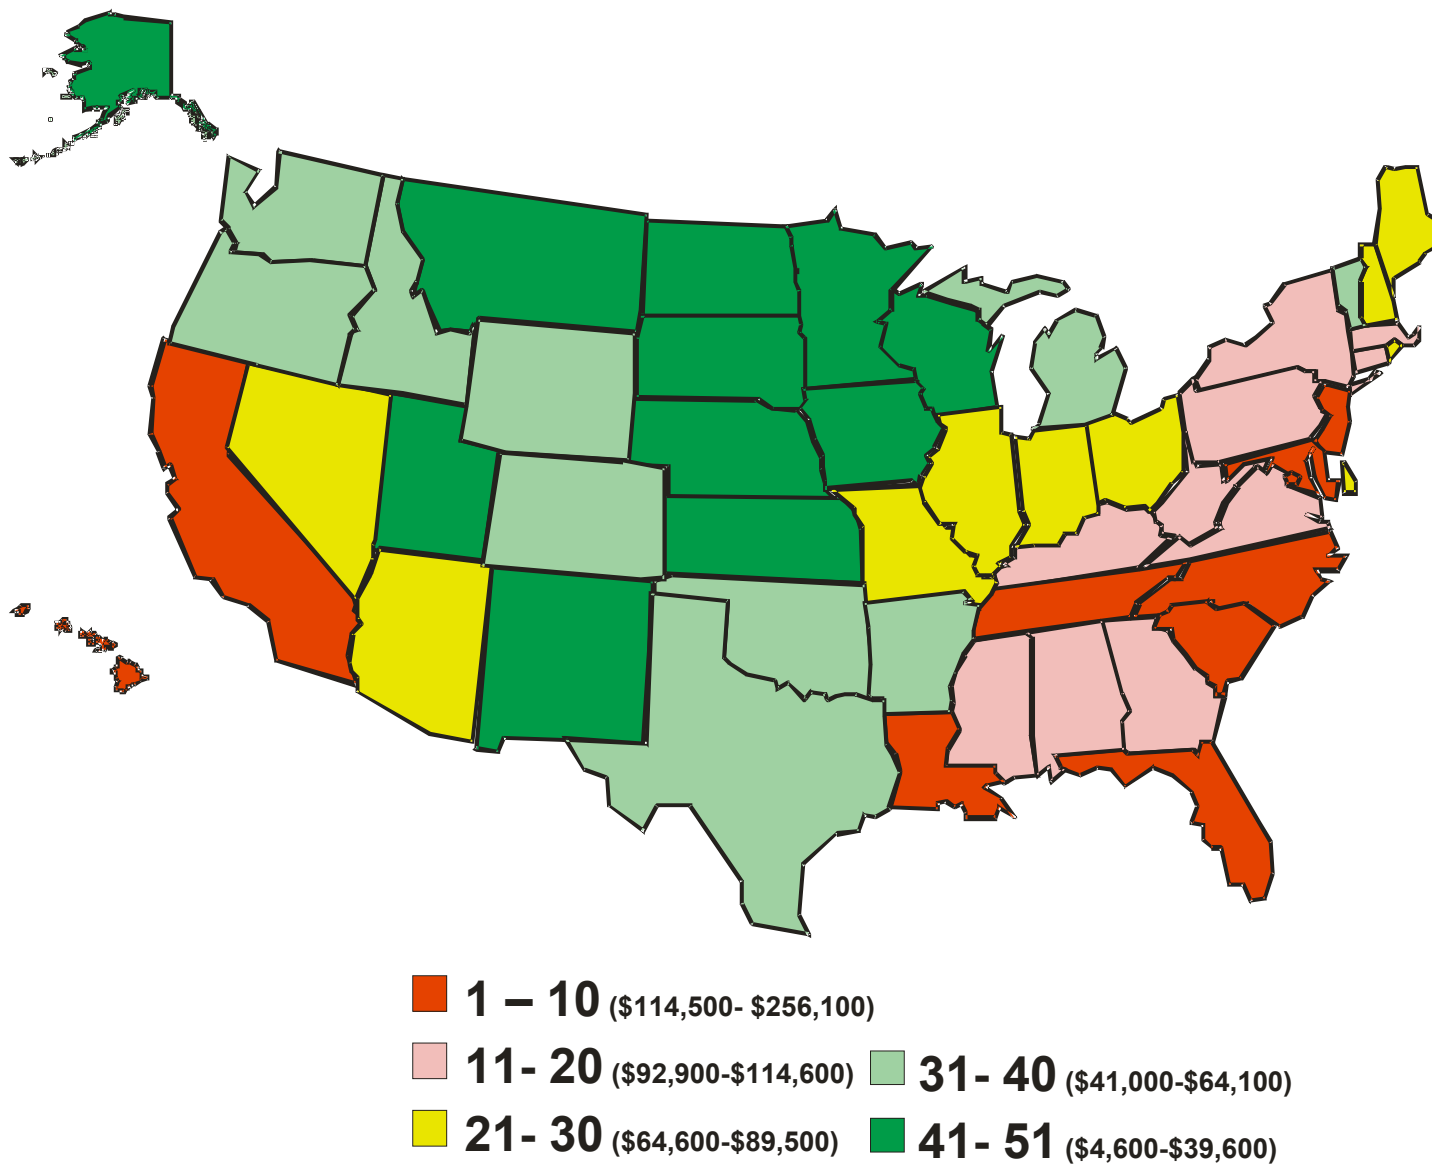 1 – 10 ($114,500- $256,100)
11- 20 ($92,900-$114,600)
21- 30 ($64,600-$89,500)
31- 40 ($41,000-$64,100)
41- 51 ($4,600-$39,600)